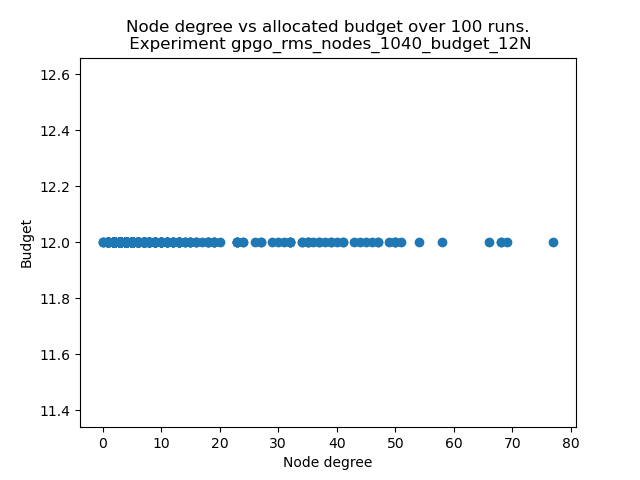 Node degree vs allocated budget over 100 runs.
Experiment gpgo_rms_nodes_1040_budget_12N
12.6
12.4
12.2
12.0
11.8
11.6
11.4
Budget
0 10 20 30 40 50 60 70 80
Node degree